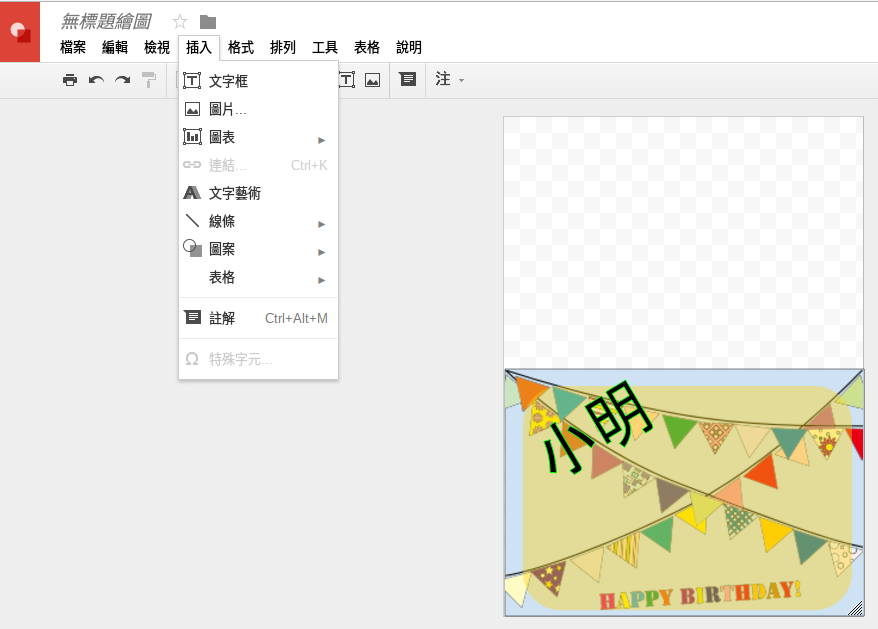 無標題繪圖
檔案 編輯 檢視 插入 格式 排列 工具 表格 說明
注
文字框
圖片...
圖表
連結... Ctrl+K
文字藝術
線條
圖案
表格
註解 Ctrl+Alt+M
特殊字元...
小明
HAPPY BIRTHDAY!